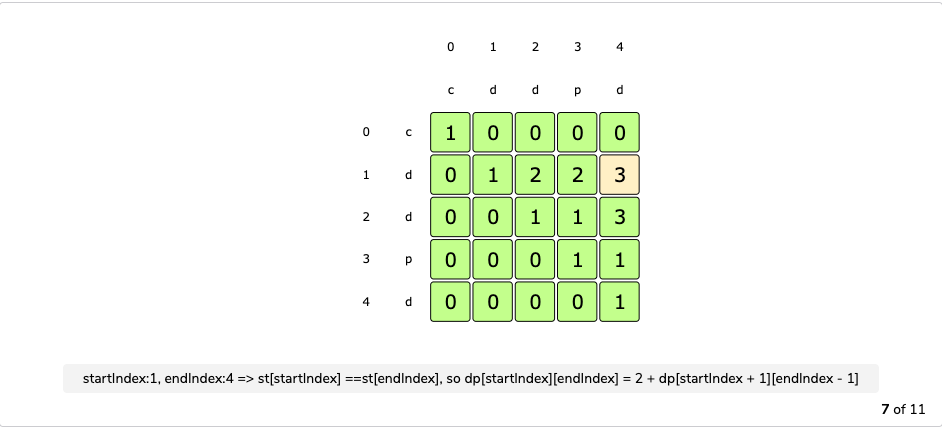 0 1 2 3 4
c d d p d
0 c 1 0 0 0 0
1 d 0 1 2 2 3
2 d 0 0 1 1 3
3 p 0 0 0 1 1
4 d 0 0 0 0 1
startIndex:1, endIndex:4 => st[startIndex] ==st[endIndex], so dp[startIndex][endIndex] = 2 + dp[startIndex + 1][endIndex - 1]
7 of 11